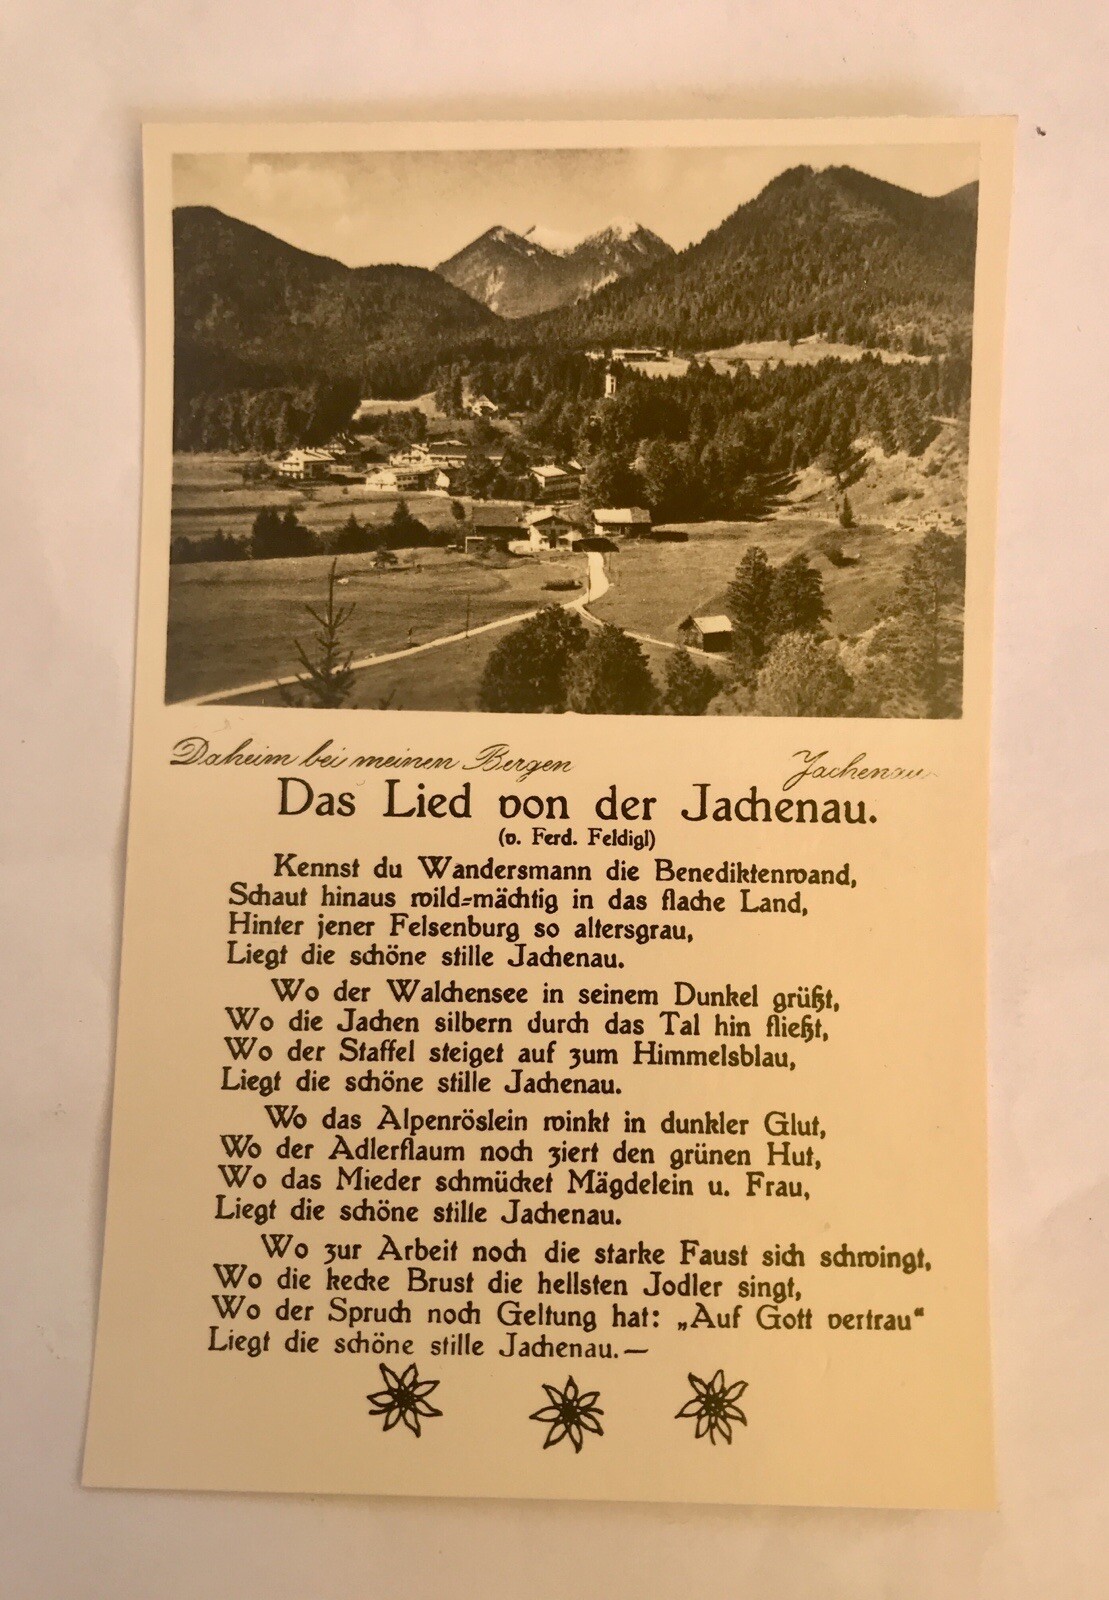 Daheim bei meinen Bergen
Jachenau
Das Lied von der Jachenau.
(v. Ferd. Feldigl)
Kennst du Wandersmann die Benediktenwand,
Schaut hinaus wild=mächtig in das flache Land,
Hinter jener Felsenburg so altersgrau,
Liegt die schöne stille Jachenau.
Wo der Walchensee in seinem Dunkel grüßt,
Wo die Jachen silbern durch das Tal hin fließt,
Wo der Staffel steiget auf zum Himmelsblau,
Liegt die schöne stille Jachenau.
Wo das Alpenröslein winkt in dunkler Glut,
Wo der Adlerflaum noch ziert den grünen Hut,
Wo das Mieder schmücket Mägdelein u. Frau,
Liegt die schöne stille Jachenau.
Wo zur Arbeit noch die starke Faust sich schwingt,
Wo die kecke Brust die hellsten Jodler singt,
Wo der Spruch noch Geltung hat: „Auf Gott vertrau“
Liegt die schöne stille Jachenau.—